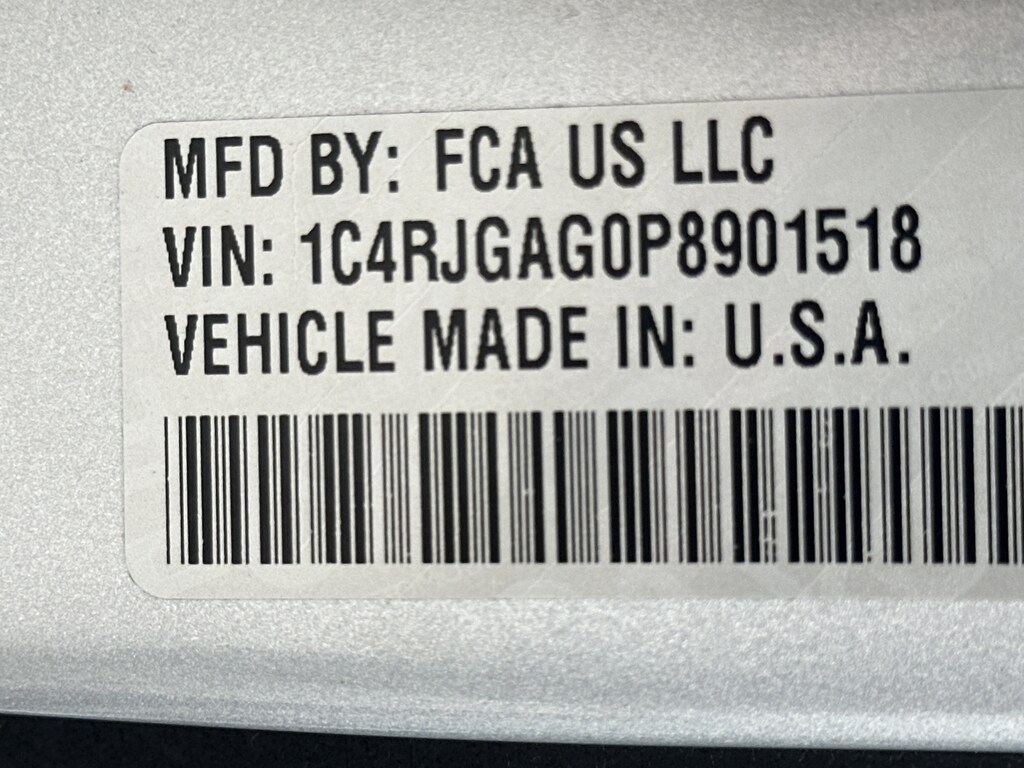 MFD BY: FCA US LLC
VIN: 1C4RJGAG0P8901518
VEHICLE MADE IN: U.S.A.